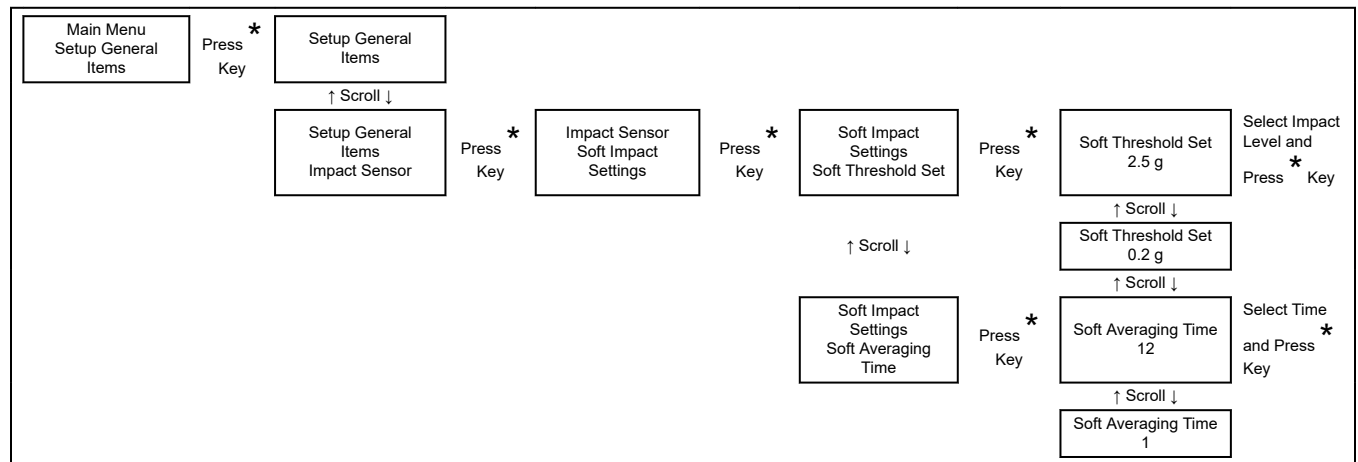 Main Menu
Setup General
Items
Press *
Key
Setup General
Items
↑ Scroll ↓
Setup General
Items
Impact Sensor
Press *
Key
Impact Sensor
Soft Impact
Settings
Press *
Key
Soft Impact
Settings
Soft Threshold Set
Press *
Key
Soft Threshold Set
2.5 g
Select Impact
Level and
Press * Key
↑ Scroll ↓
↑ Scroll ↓
Soft Threshold Set
0.2 g
↑ Scroll ↓
Soft Impact
Settings
Soft Averaging
Time
Press *
Key
Soft Averaging Time
12
Select Time
and Press *
Key
↑ Scroll ↓
Soft Averaging Time
1